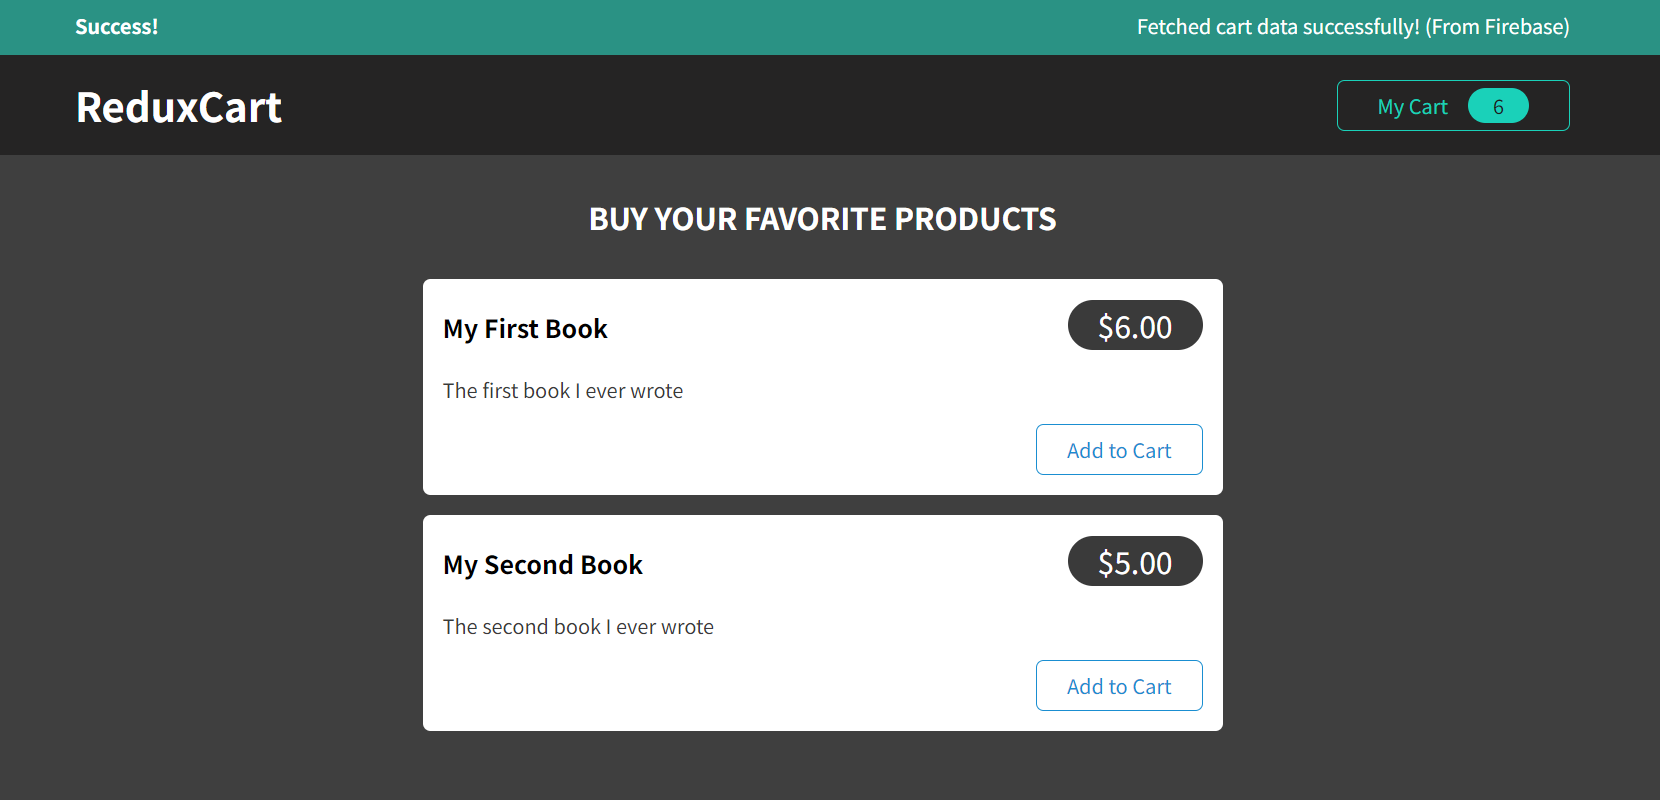 Success! Fetched cart data successfully! (From Firebase)
ReduxCart My Cart 6
BUY YOUR FAVORITE PRODUCTS
My First Book $6.00
The first book I ever wrote
Add to Cart
My Second Book $5.00
The second book I ever wrote
Add to Cart